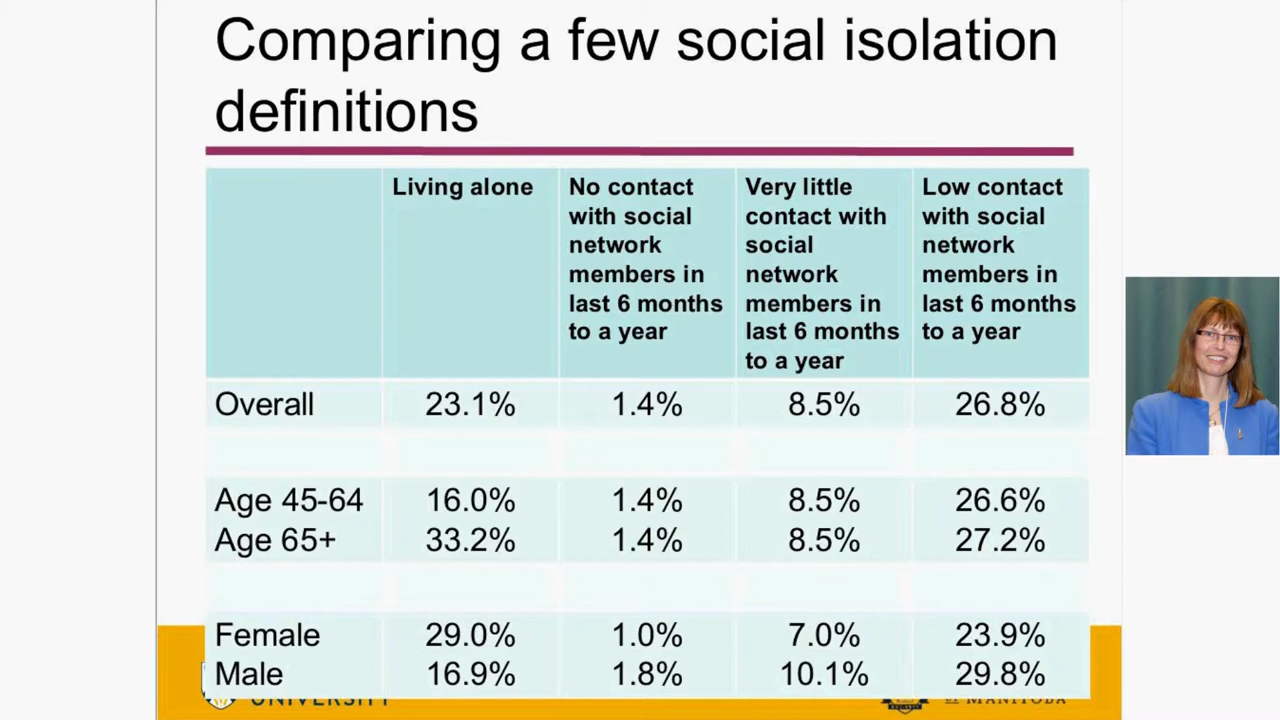 Comparing a few social isolation
definitions
Living alone
No contact
with social
network
members in
last 6 months
to a year
Very little
contact with
social
network
members in
last 6 months
to a year
Low contact
with social
network
members in
last 6 months
to a year
Overall 23.1% 1.4% 8.5% 26.8%
Age 45-64 16.0% 1.4% 8.5% 26.6%
Age 65+ 33.2% 1.4% 8.5% 27.2%
Female 29.0% 1.0% 7.0% 23.9%
Male 16.9% 1.8% 10.1% 29.8%
UNIVERSITY
OF MANITOBA